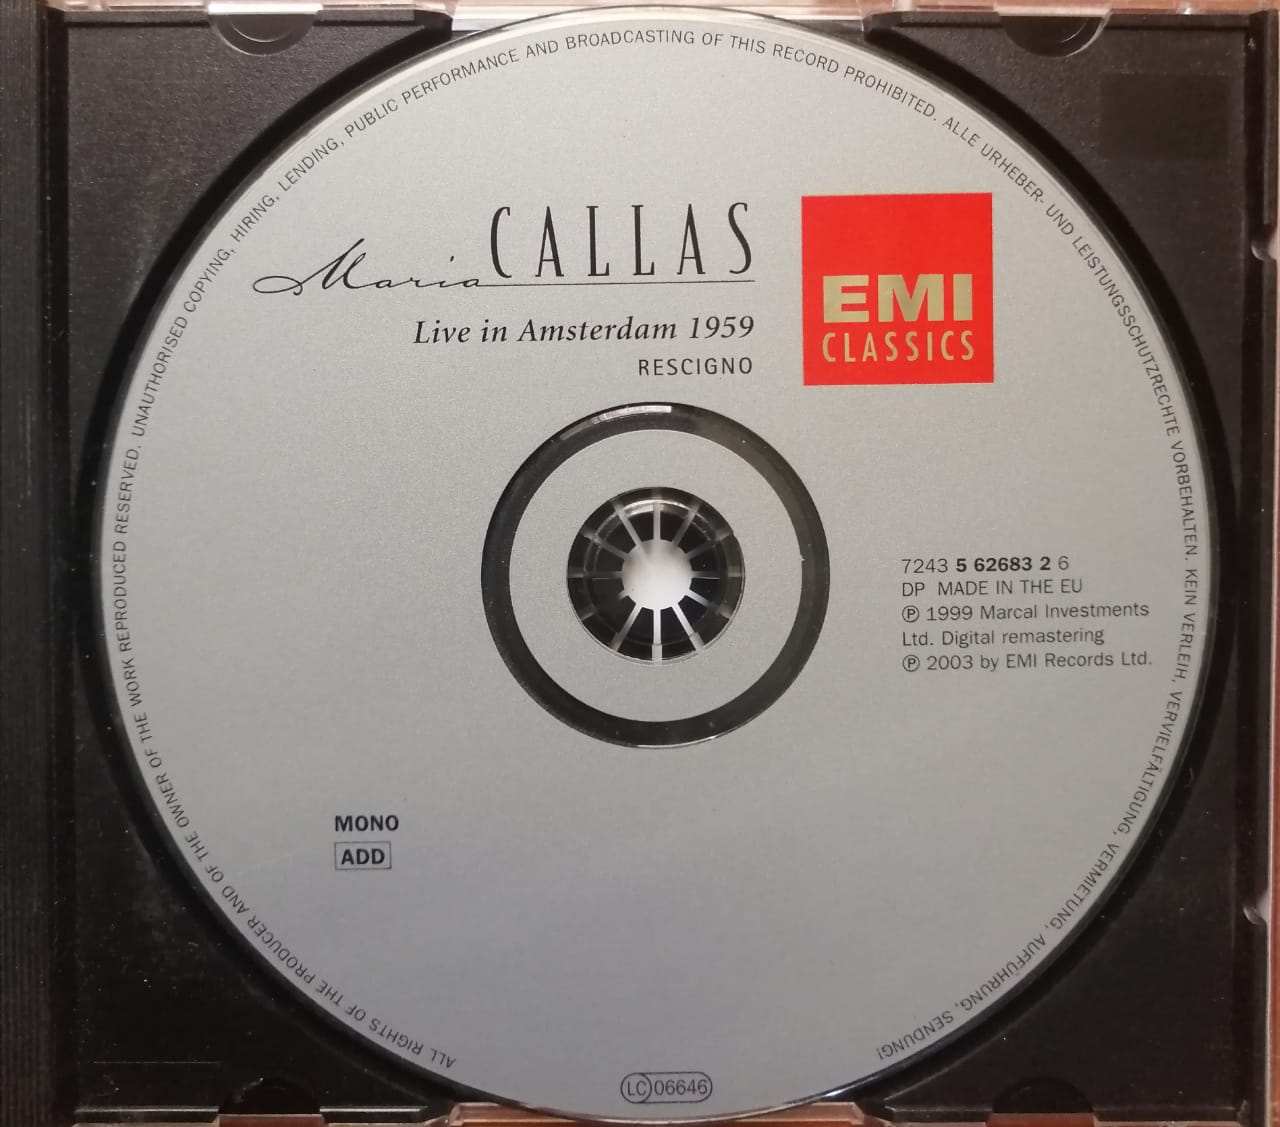 ALL RIGHTS OF THE PRODUCER AND OF THE OWNER OF THE WORK REPRODUCED RESERVED. UNAUTHORISED COPYING, HIRING, LENDING, PUBLIC PERFORMANCE AND BROADCASTING OF THIS RECORD PROHIBITED. ALLE URHEBER- UND LEISTUNGSSCHUTZRECHTE VORBEHALTEN. KEIN VERLEIH, VERVIELFÄLTIGUNG, VERMIETUNG, AUFFÜHRUNG, SENDUNG!
Maria CALLAS
Live in Amsterdam 1959
RESCIGNO
EMI
CLASSICS
7243 5 62683 2 6
DP MADE IN THE EU
℗ 1999 Marcal Investments
Ltd. Digital remastering
℗ 2003 by EMI Records Ltd.
MONO
ADD
LC 06646